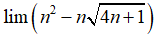 lim(n² − n√4n+1)